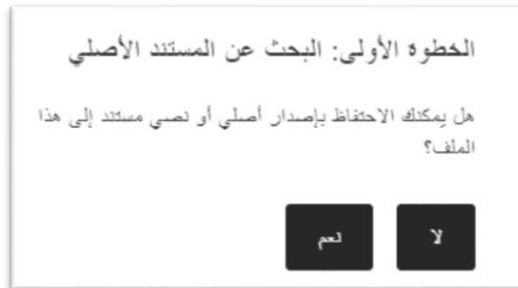 الخطوة الأولى: البحث عن المستند الأصلي
هل يمكنك الاحتفاظ بإصدار أصلي أو نصي مستند إلى هذا
الملف؟
لا
نعم